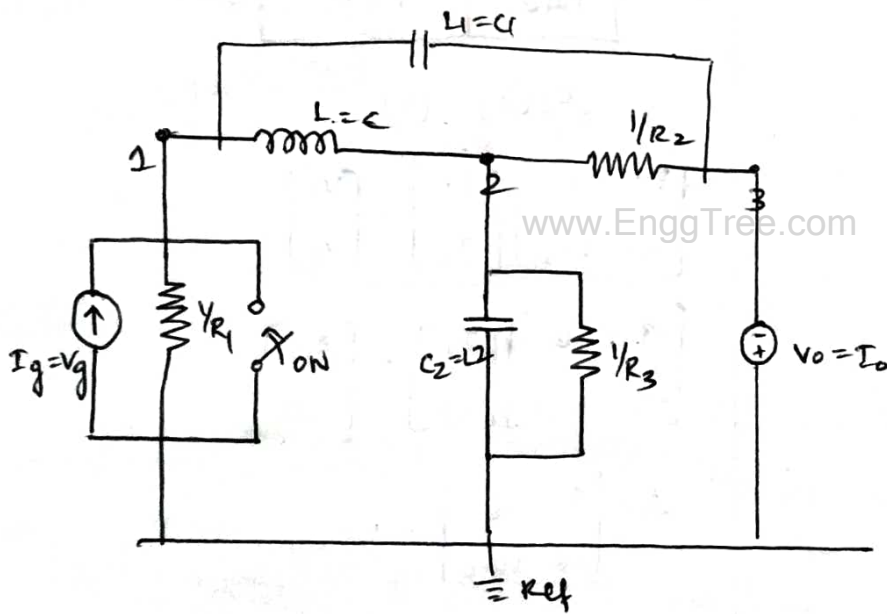 L1=C1
L=C
1/R2
1
2
3
www.EnggTree.com
Ig=Vg
1/R1
ON
C2=L2
1/R3
- +
Vo=Io
Ref